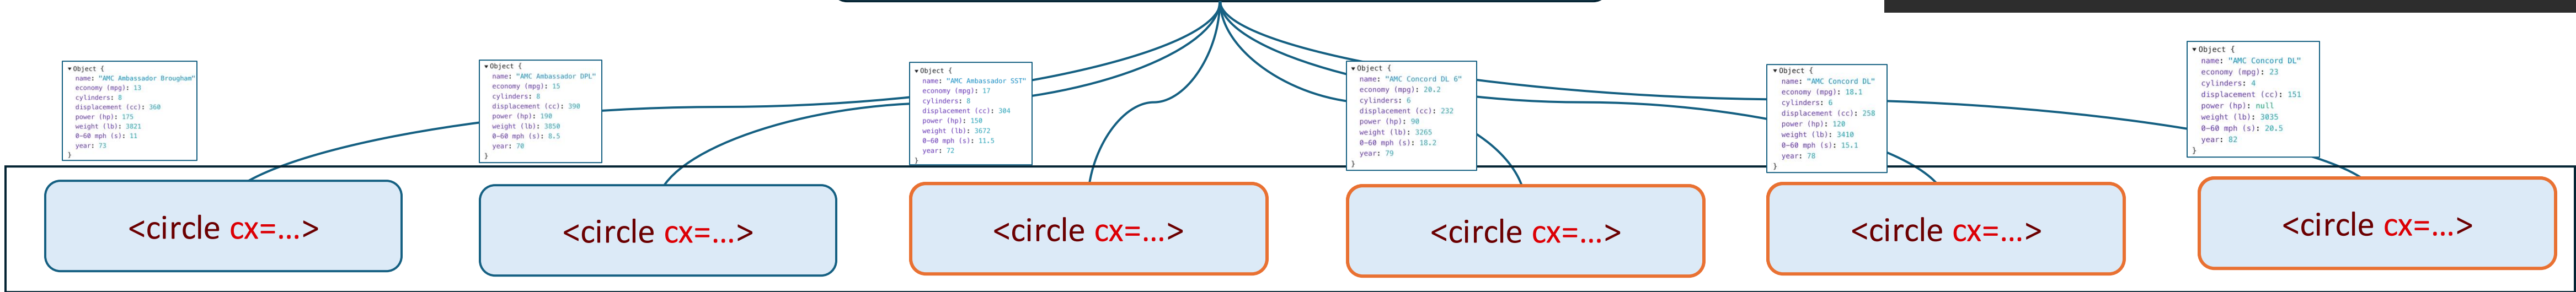 ▼Object {
name: "AMC Ambassador Brougham"
economy (mpg): 13
cylinders: 8
displacement (cc): 360
power (hp): 175
weight (lb): 3821
0-60 mph (s): 11
year: 73
}
▼Object {
name: "AMC Ambassador DPL"
economy (mpg): 15
cylinders: 8
displacement (cc): 390
power (hp): 190
weight (lb): 3850
0-60 mph (s): 8.5
year: 70
}
▼Object {
name: "AMC Ambassador SST"
economy (mpg): 17
cylinders: 8
displacement (cc): 304
power (hp): 150
weight (lb): 3672
0-60 mph (s): 11.5
year: 72
}
▼Object {
name: "AMC Concord DL 6"
economy (mpg): 20.2
cylinders: 6
displacement (cc): 232
power (hp): 90
weight (lb): 3265
0-60 mph (s): 18.2
year: 79
}
▼Object {
name: "AMC Concord DL"
economy (mpg): 18.1
cylinders: 6
displacement (cc): 258
power (hp): 120
weight (lb): 3410
0-60 mph (s): 15.1
year: 78
}
▼Object {
name: "AMC Concord DL"
economy (mpg): 23
cylinders: 4
displacement (cc): 151
power (hp): null
weight (lb): 3035
0-60 mph (s): 20.5
year: 82
}
<circle cx=...>
<circle cx=...>
<circle cx=...>
<circle cx=...>
<circle cx=...>
<circle cx=...>